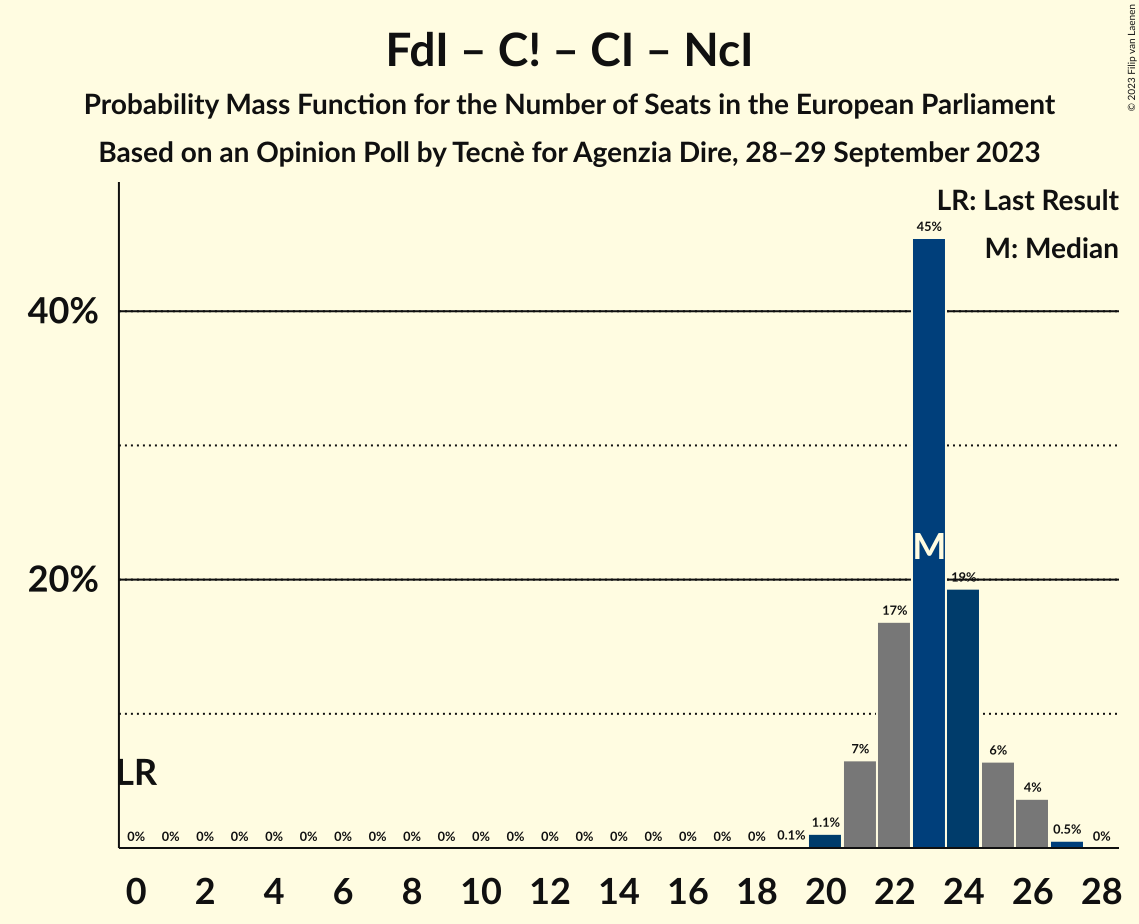 FdI – C! – CI – NcI
Probability Mass Function for the Number of Seats in the European Parliament
Based on an Opinion Poll by Tecnè for Agenzia Dire, 28–29 September 2023
© 2023 Filip van Laenen
LR: Last Result
M: Median
45%
40%
M
20%
19%
17%
7%
6%
4%
LR
0% 0% 0% 0% 0% 0% 0% 0% 0% 0% 0% 0% 0% 0% 0% 0% 0% 0% 0% 0.1% 1.1% 0.5% 0%
0 2 4 6 8 10 12 14 16 18 20 22 24 26 28